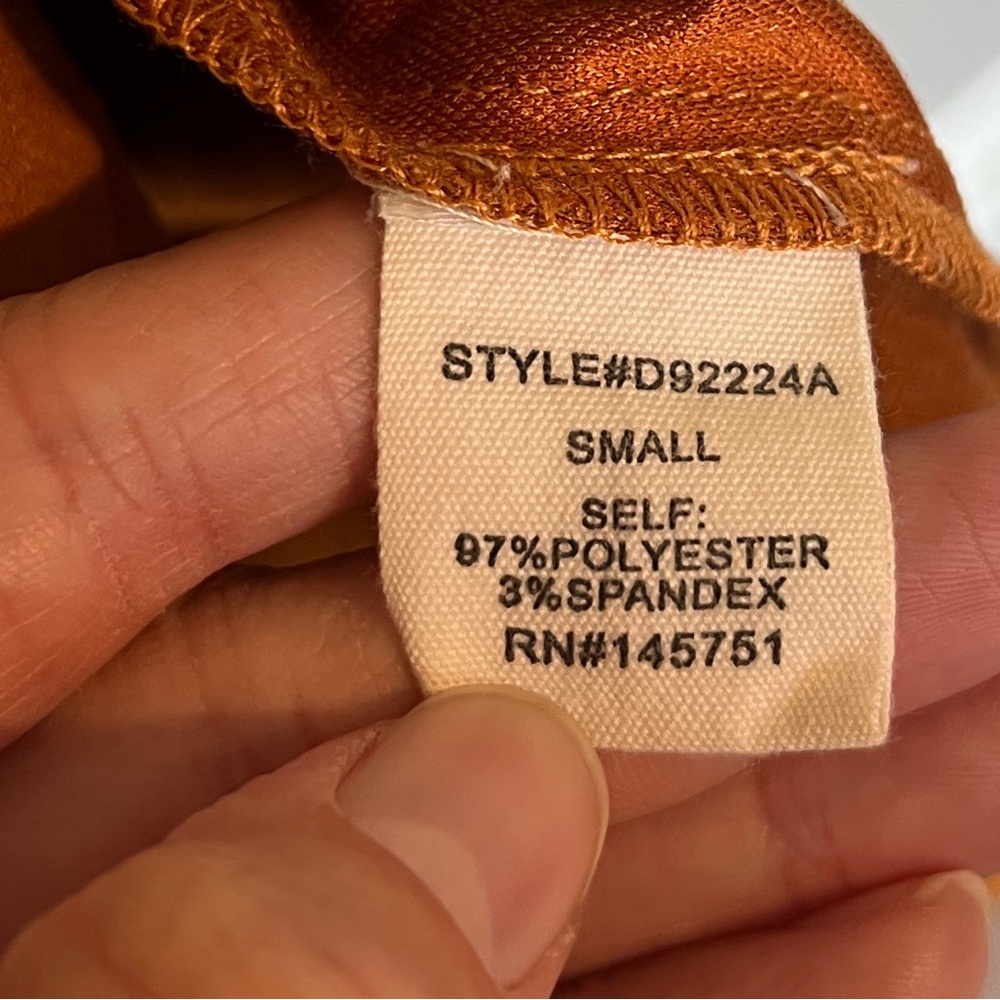 STYLE#D92224A
SMALL
SELF:
97%POLYESTER
3%SPANDEX
RN#145751